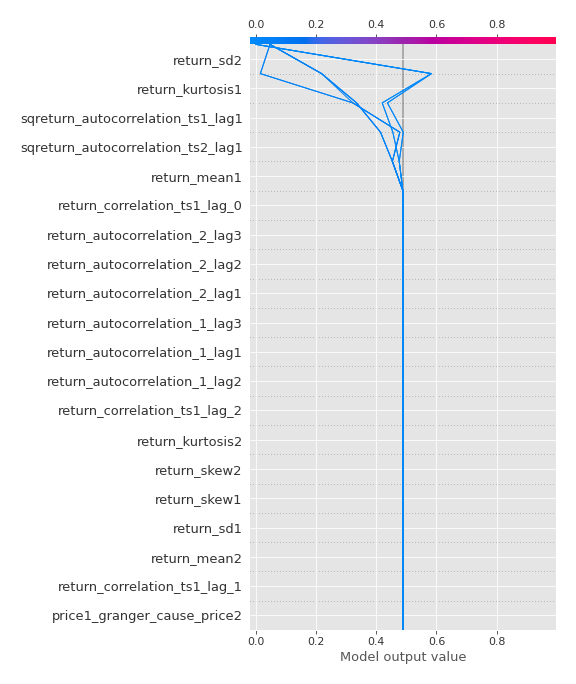 0.0 0.2 0.4 0.6 0.8
return_sd2
return_kurtosis1
sqreturn_autocorrelation_ts1_lag1
sqreturn_autocorrelation_ts2_lag1
return_mean1
return_correlation_ts1_lag_0
return_autocorrelation_2_lag3
return_autocorrelation_2_lag2
return_autocorrelation_2_lag1
return_autocorrelation_1_lag3
return_autocorrelation_1_lag1
return_autocorrelation_1_lag2
return_correlation_ts1_lag_2
return_kurtosis2
return_skew2
return_skew1
return_sd1
return_mean2
return_correlation_ts1_lag_1
price1_granger_cause_price2
0.0 0.2 0.4 0.6 0.8
Model output value